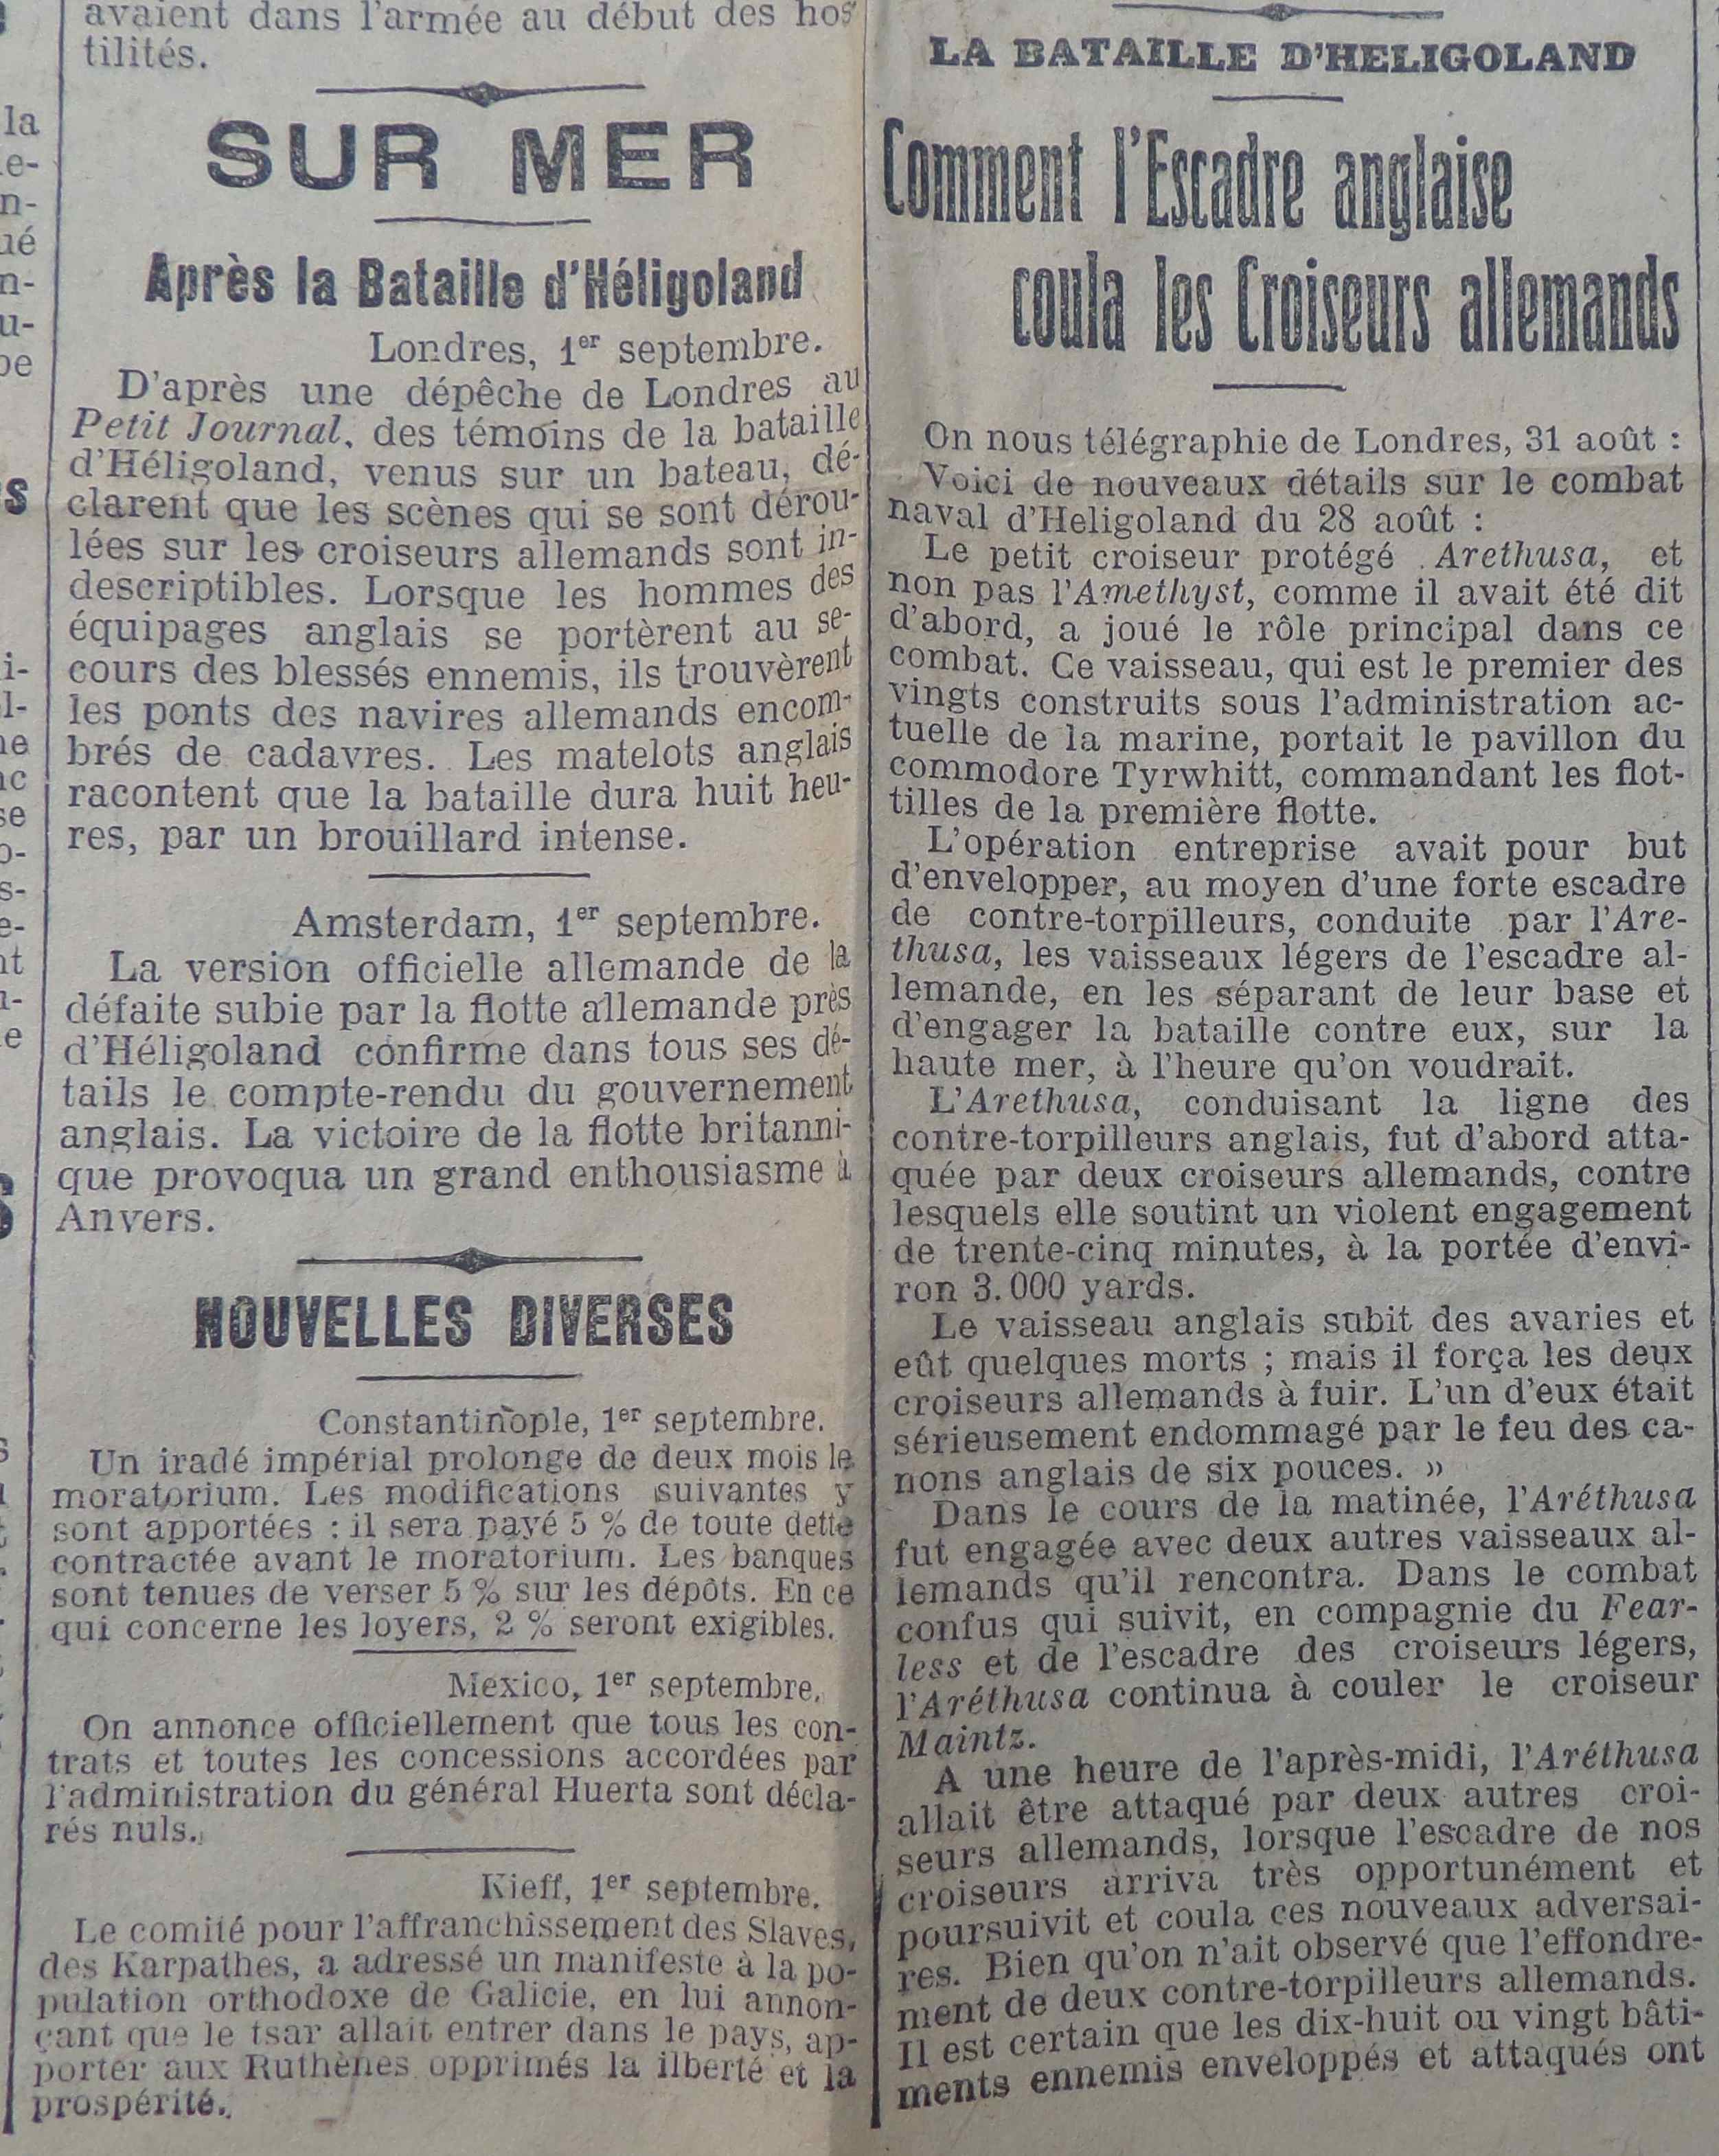 avaient dans l'armée au début des hos
tilités.
SUR MER
Après la Bataille d'Héligoland
Londres, 1er septembre.
D'après une dépêche de Londres au
Petit Journal, des témoins de la bataille
d'Héligoland, venus sur un bateau, dé-
clarent que les scènes qui se sont dérou-
lées sur les croiseurs allemands sont in-
descriptibles. Lorsque les hommes des
équipages anglais se portèrent au se-
cours des blessés ennemis, ils trouvèrent
les ponts des navires allemands encom-
brés de cadavres. Les matelots anglais
racontent que la bataille dura huit heu-
res, par un brouillard intense.
Amsterdam, 1er septembre.
La version officielle allemande de la
défaite subie par la flotte allemande près
d'Héligoland confirme dans tous ses dé-
tails le compte-rendu du gouvernement
anglais. La victoire de la flotte britanni-
que provoqua un grand enthousiasme à
Anvers.
NOUVELLES DIVERSES
Constantinople, 1er septembre.
Un iradé impérial prolonge de deux mois le
moratorium. Les modifications suivantes y
sont apportées : il sera payé 5 % de toute dette
contractée avant le moratorium. Les banques
sont tenues de verser 5 % sur les dépôts. En ce
qui concerne les loyers, 2 % seront exigibles.
Mexico, 1er septembre.
On annonce officiellement que tous les con-
trats et toutes les concessions accordées par
l'administration du général Huerta sont décla-
rés nuls.
Kieff, 1er septembre.
Le comité pour l'affranchissement des Slaves,
des Karpathes, a adressé un manifeste à la po-
pulation orthodoxe de Galicie, en lui annon-
çant que le tsar allait entrer dans le pays, ap-
porter aux Ruthènes opprimés la ilberté et la
prospérité.
LA BATAILLE D'HELIGOLAND
Comment l'Escadre anglaise
coula les Croiseurs allemands
On nous télégraphie de Londres, 31 août :
Voici de nouveaux détails sur le combat
naval d'Heligoland du 28 août :
Le petit croiseur protégé Arethusa, et
non pas l'Amethyst, comme il avait été dit
d'abord, a joué le rôle principal dans ce
combat. Ce vaisseau, qui est le premier des
vingts construits sous l'administration ac-
tuelle de la marine, portait le pavillon du
commodore Tyrwhitt, commandant les flot-
tilles de la première flotte.
L'opération entreprise avait pour but
d'envelopper, au moyen d'une forte escadre
de contre-torpilleurs, conduite par l'Are-
thusa, les vaisseaux légers de l'escadre al-
lemande, en les séparant de leur base et
d'engager la bataille contre eux, sur la
haute mer, à l'heure qu'on voudrait.
L'Arethusa, conduisant la ligne des
contre-torpilleurs anglais, fut d'abord atta-
quée par deux croiseurs allemands, contre
lesquels elle soutint un violent engagement
de trente-cinq minutes, à la portée d'envi-
ron 3.000 yards.
Le vaisseau anglais subit des avaries et
eût quelques morts ; mais il força les deux
croiseurs allemands à fuir. L'un d'eux était
sérieusement endommagé par le feu des ca-
nons anglais de six pouces. »
Dans le cours de la matinée, l'Aréthusa
fut engagée avec deux autres vaisseaux al-
lemands qu'il rencontra. Dans le combat
confus qui suivit, en compagnie du Fear-
less et de l'escadre des croiseurs légers,
l'Aréthusa continua à couler le croiseur
Maintz.
A une heure de l'après-midi, l'Aréthusa
allait être attaqué par deux autres croi-
seurs allemands, lorsque l'escadre de nos
croiseurs arriva très opportunément et
poursuivit et coula ces nouveaux adversai-
res. Bien qu'on n'ait observé que l'effondre-
ment de deux contre-torpilleurs allemands.
Il est certain que les dix-huit ou vingt bâti-
ments ennemis enveloppés et attaqués ont